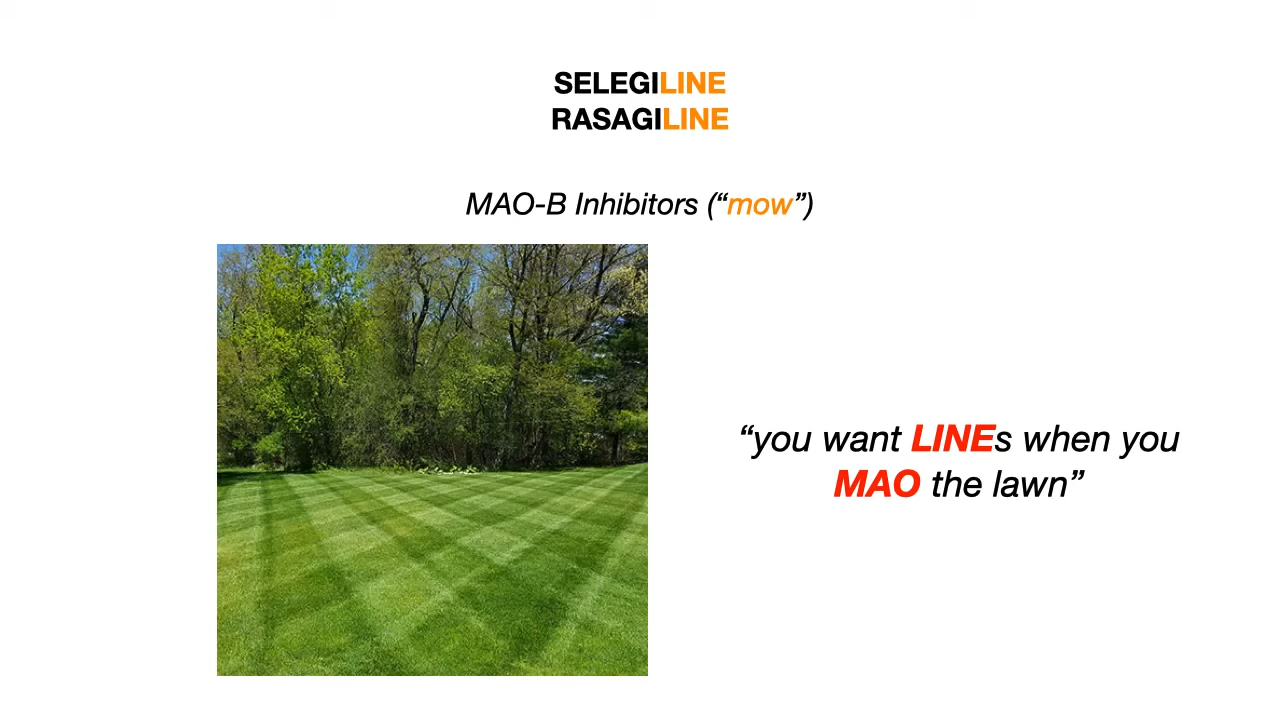 SELEGILINE
RASAGILINE
MAO-B Inhibitors (“mow”)
“you want LINEs when you
MAO the lawn”